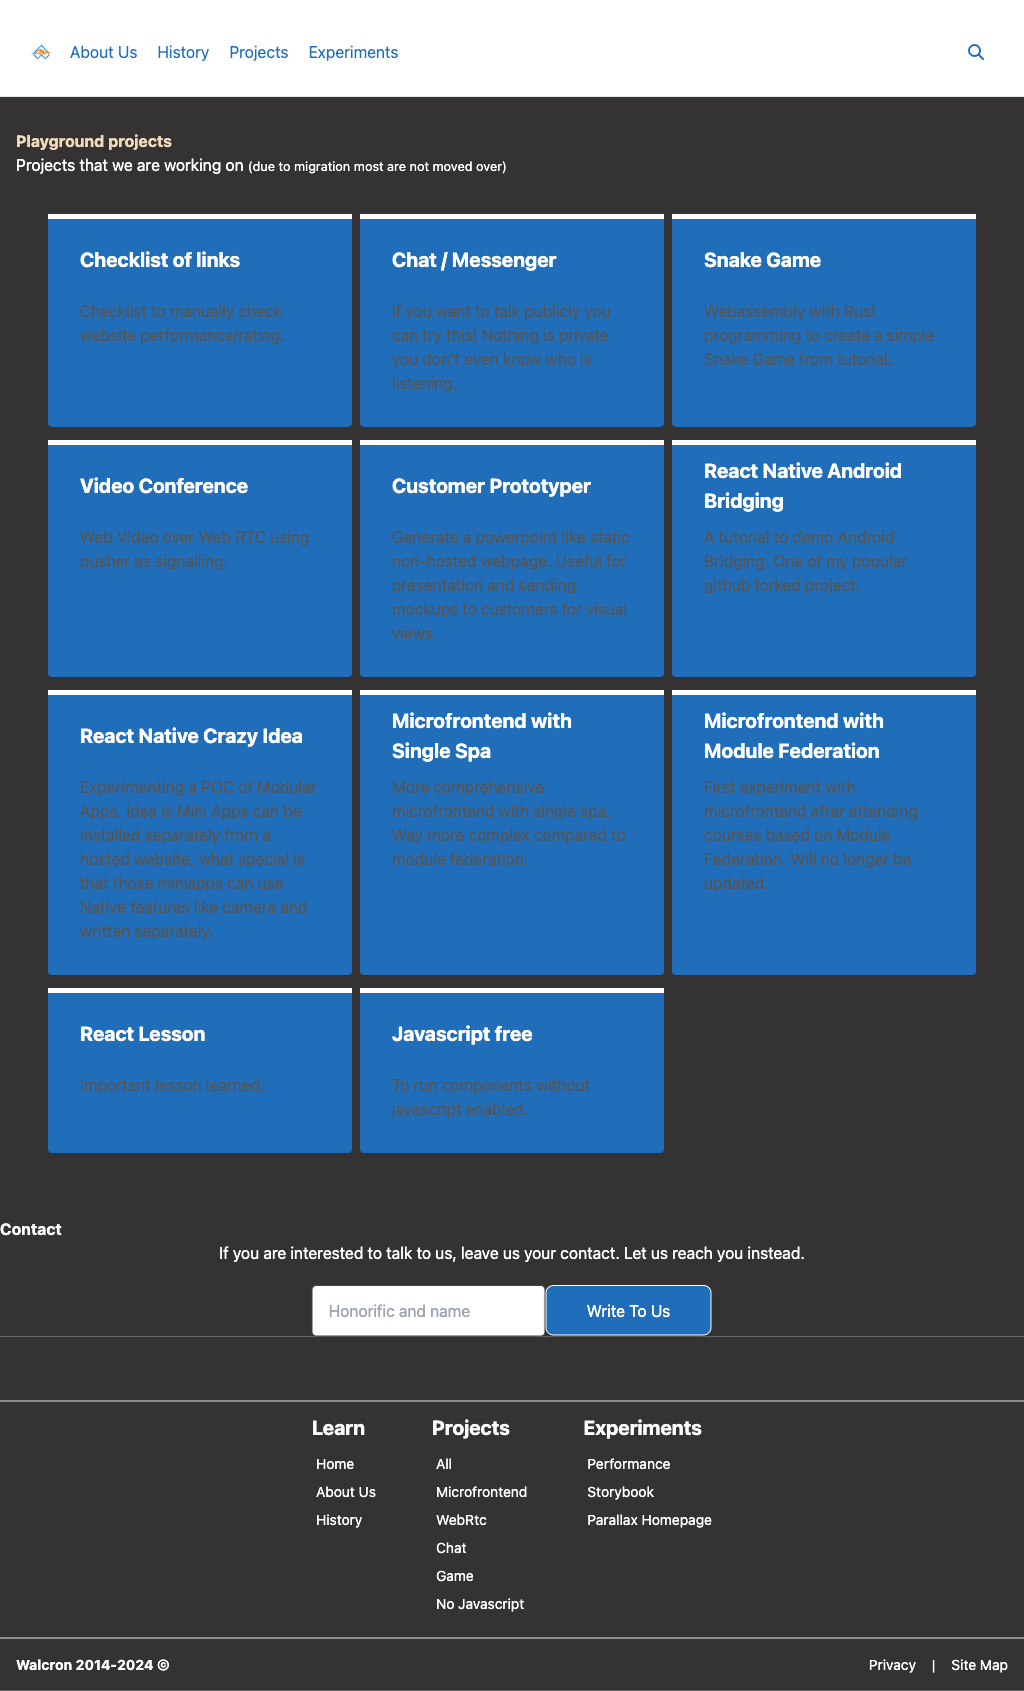 About Us History Projects Experiments
Playground projects
Projects that we are working on (due to migration most are not moved over)
Checklist of links
Checklist to manually check
website performance/rating.
Chat / Messenger
If you want to talk publicly you
can try this! Nothing is private
you don't even know who is
listening.
Snake Game
Webassembly with Rust
programming to create a simple
Snake Game from tutorial.
Video Conference
Web Video over Web RTC using
pusher as signalling.
Customer Prototyper
Generate a powerpoint like static
non-hosted webpage. Useful for
presentation and sending
mockups to customers for visual
views.
React Native Android
Bridging
A tutorial to demo Android
Bridging. One of my popular
github forked project.
React Native Crazy Idea
Experimenting a POC of Modular
Apps. Idea is Mini Apps can be
installed separately from a
hosted website, what special is
that those miniapps can use
Native features like camera and
written separately.
Microfrontend with
Single Spa
More comprehensive
microfrontend with single spa.
Way more complex compared to
module federation.
Microfrontend with
Module Federation
First experiment with
microfrontend after attending
courses based on Module
Federation. Will no longer be
updated.
React Lesson
Important lesson learned.
Javascript free
To run components without
javascript enabled.
Contact
If you are interested to talk to us, leave us your contact. Let us reach you instead.
Honorific and name
Write To Us
Learn
Home
About Us
History
Projects
All
Microfrontend
WebRtc
Chat
Game
No Javascript
Experiments
Performance
Storybook
Parallax Homepage
Walcron 2014-2024 ©
Privacy | Site Map